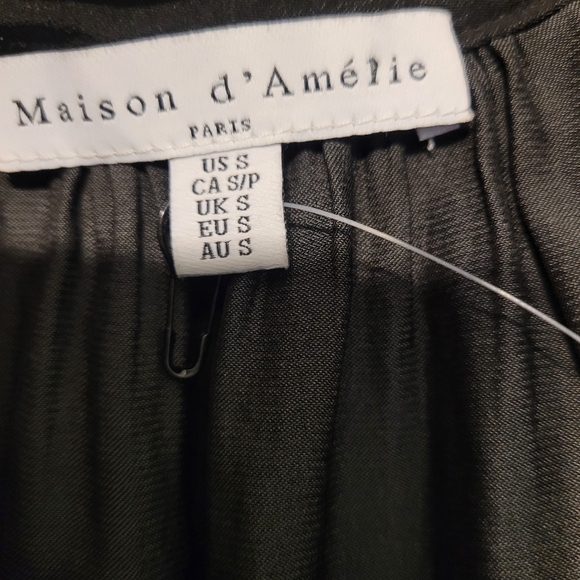 Maison d'Amélie
PARIS
US S
CA S/P
UK S
EU S
AU S